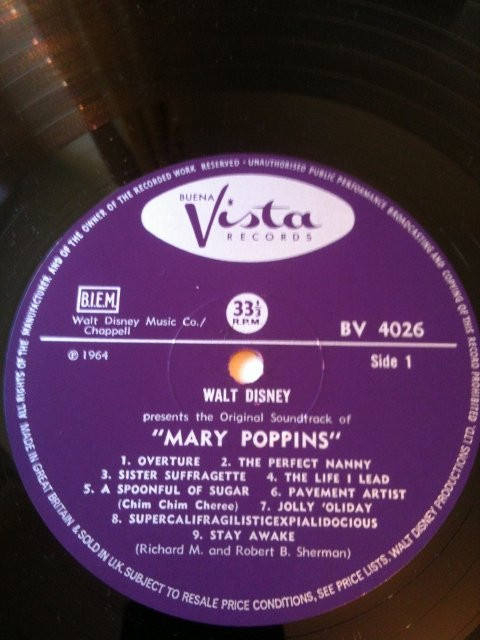 ALL RIGHTS OF THE MANUFACTURER, AND OF THE OWNER OF THE RECORDED WORK RESERVED - UNAUTHORISED PUBLIC PERFORMANCE BROADCASTING AND COPYING OF THIS RECORD PROHIBITED
BUENA
Vista
RECORDS
B.I.E.M.
Walt Disney Music Co./
Chappell
33⅓
R.P.M
BV 4026
℗ 1964
Side 1
WALT DISNEY
presents the Original Soundtrack of
"MARY POPPINS"
1. OVERTURE 2. THE PERFECT NANNY
3. SISTER SUFFRAGETTE 4. THE LIFE I LEAD
5. A SPOONFUL OF SUGAR 6. PAVEMENT ARTIST
(Chim Chim Cheree) 7. JOLLY 'OLIDAY
8. SUPERCALIFRAGILISTICEXPIALIDOCIOUS
9. STAY AWAKE
(Richard M. and Robert B. Sherman)
MADE IN GREAT BRITAIN & SOLD IN U.K. SUBJECT TO RESALE PRICE CONDITIONS, SEE PRICE LISTS. WALT DISNEY PRODUCTIONS LTD.